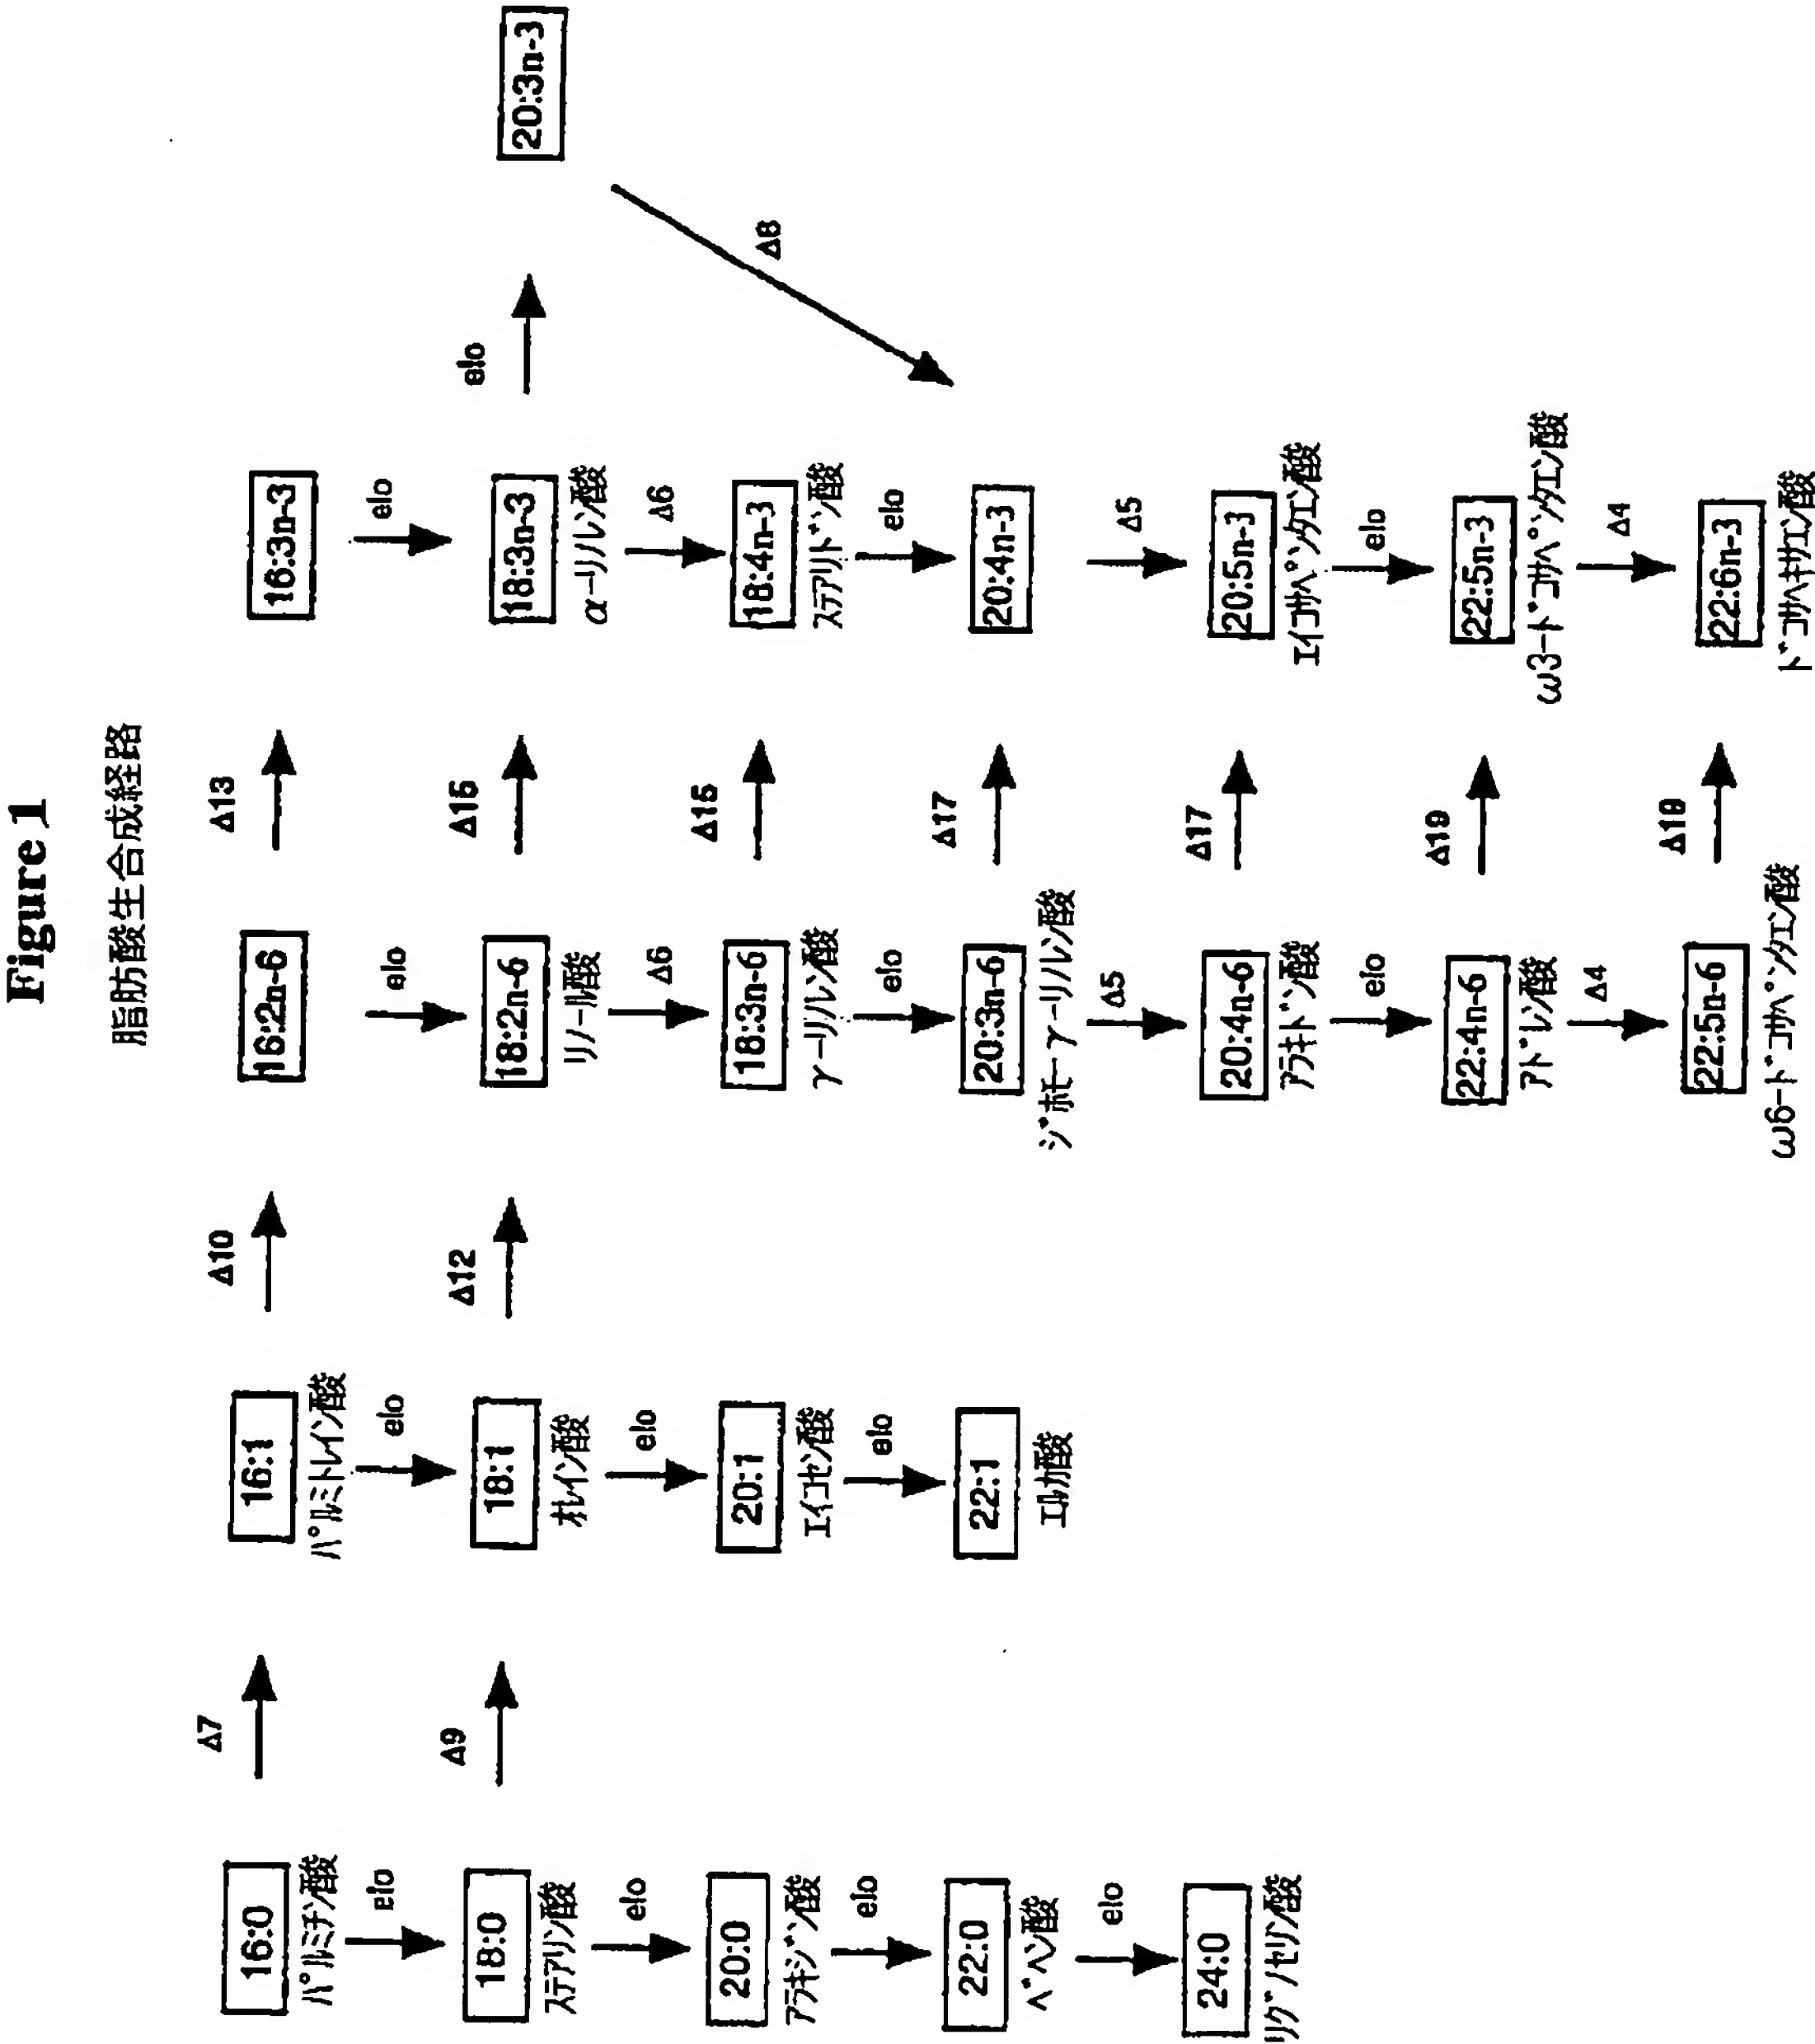 Figure 1
脂肪酸生合成経路
Δ7
Δ10
Δ13
16:0
16:1
16:2n-6
16:3n-3
パルミチン酸
パルミトレイン酸
elo
elo
elo
elo
Δ9
Δ12
Δ15
elo
18:0
18:1
18:2n-6
18:3n-3
20:3n-3
ステアリン酸
オレイン酸
リノール酸
α-リノレン酸
elo
elo
Δ6
Δ6
Δ15
Δ8
20:0
20:1
18:3n-6
18:4n-3
アラキジン酸
エイコセン酸
γ-リノレン酸
ステアリドン酸
elo
elo
elo
elo
Δ17
22:0
22:1
20:3n-6
20:4n-3
ベヘン酸
エルカ酸
ジホモ-γ-リノレン酸
elo
Δ5
Δ5
Δ17
24:0
20:4n-6
20:5n-3
リグノセリン酸
アラキドン酸
エイコサペンタエン酸
elo
elo
Δ19
22:4n-6
22:5n-3
アドレン酸
ω3-ドコサペンタエン酸
Δ4
Δ4
Δ19
22:5n-6
22:6n-3
ω6-ドコサペンタエン酸
ドコサヘキサエン酸